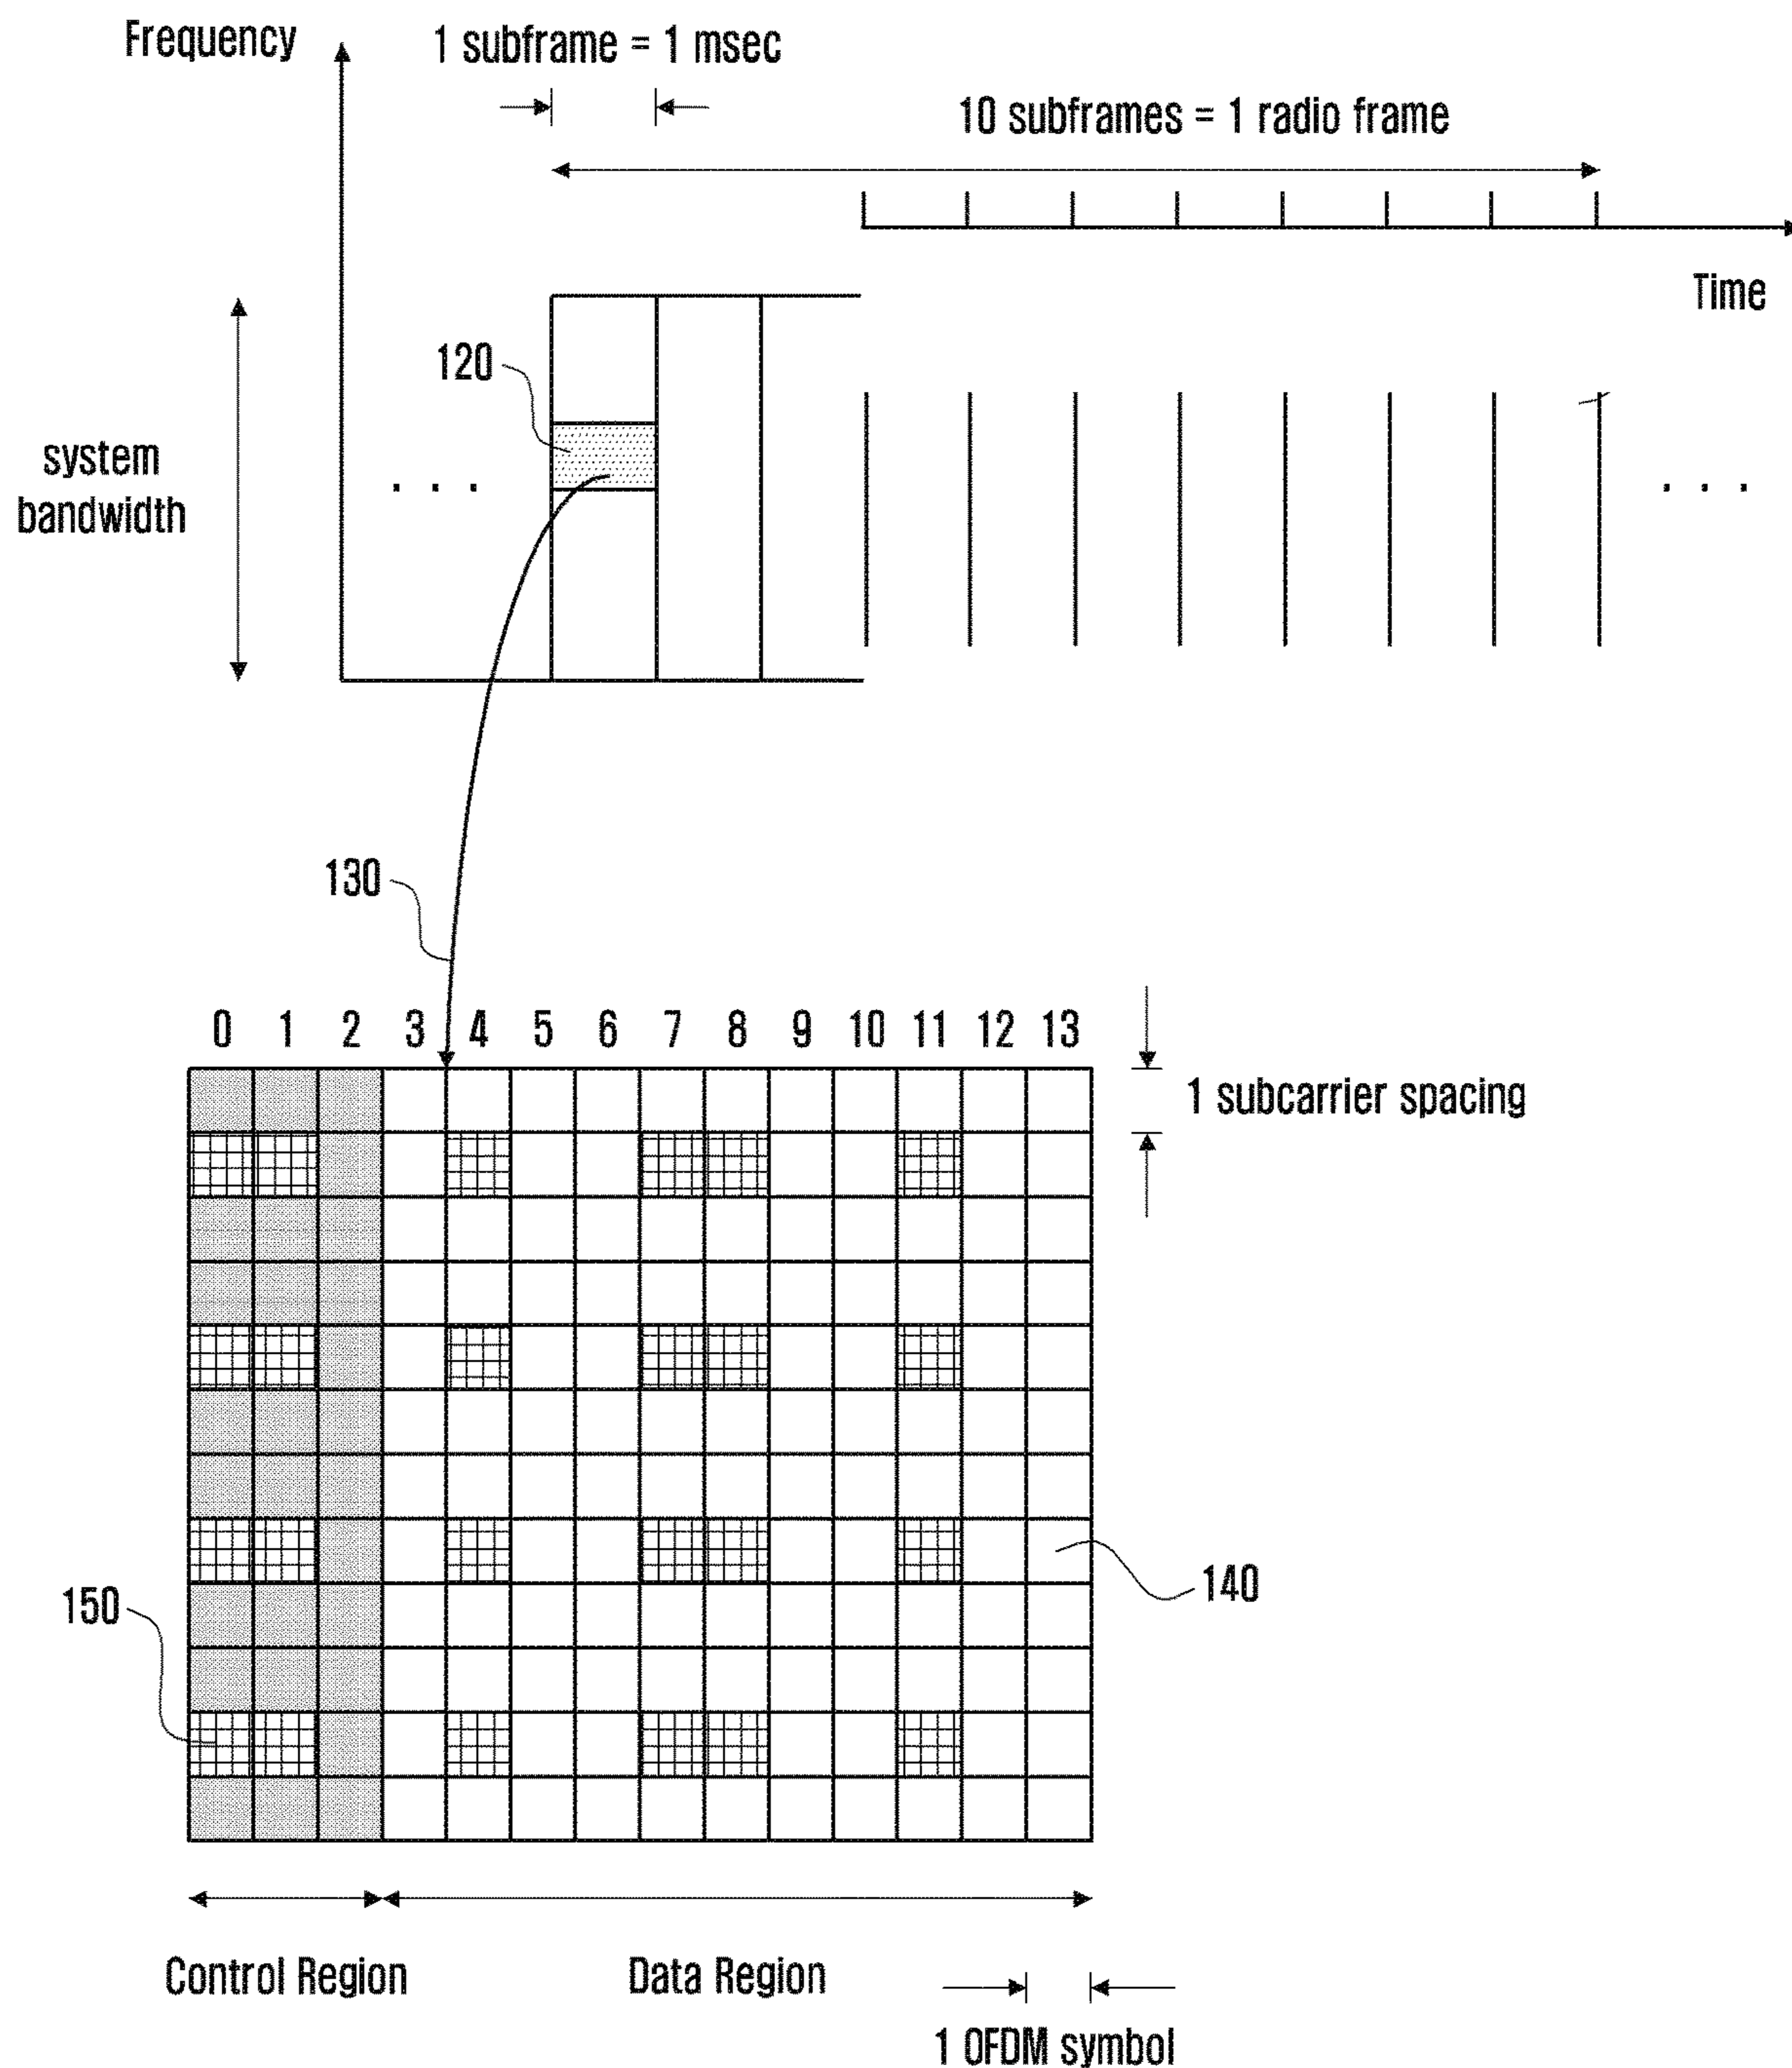 Frequency
1 subframe = 1 msec
10 subframes = 1 radio frame
Time
120
system
bandwidth
. . .
. . .
130
0 1 2 3 4 5 6 7 8 9 10 11 12 13
1 subcarrier spacing
140
150
Control Region
Data Region
1 OFDM symbol